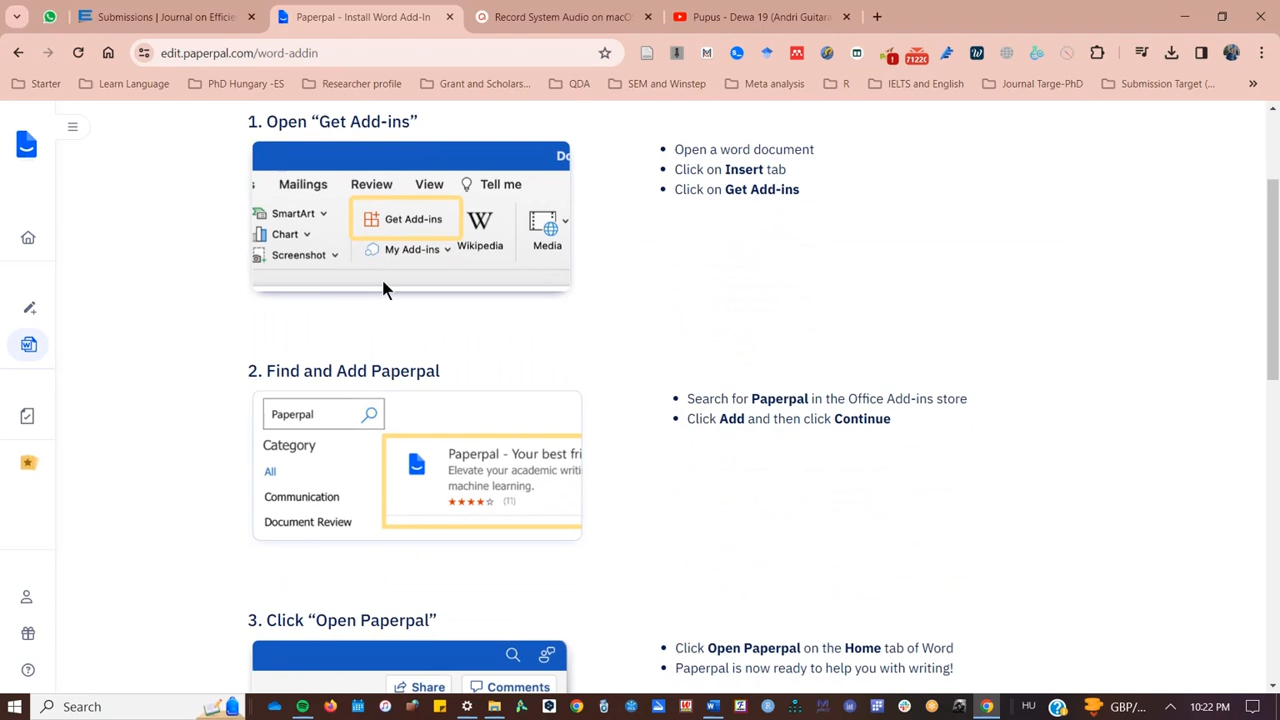 Submissions | Journal on Efficie
Paperpal - Install Word Add-In
Record System Audio on macO
Pupus - Dewa 19 (Andri Guitara
edit.paperpal.com/word-addin
71220
Starter
Learn Language
PhD Hungary -ES
Researcher profile
Grant and Scholars...
QDA
SEM and Winstep
Meta analysis
R
IELTS and English
Journal Targe-PhD
Submission Target (...
1. Open “Get Add-ins”
Do
Mailings Review View Tell me
SmartArt
Chart
Screenshot
Get Add-ins
My Add-ins
Wikipedia
Media
Open a word document
Click on Insert tab
Click on Get Add-ins
2. Find and Add Paperpal
Paperpal
Category
All
Communication
Document Review
Paperpal - Your best fri
Elevate your academic writi
machine learning.
(11)
Search for Paperpal in the Office Add-ins store
Click Add and then click Continue
3. Click “Open Paperpal”
Share Comments
Click Open Paperpal on the Home tab of Word
Paperpal is now ready to help you with writing!
Search
HU
GBP/...
10:22 PM